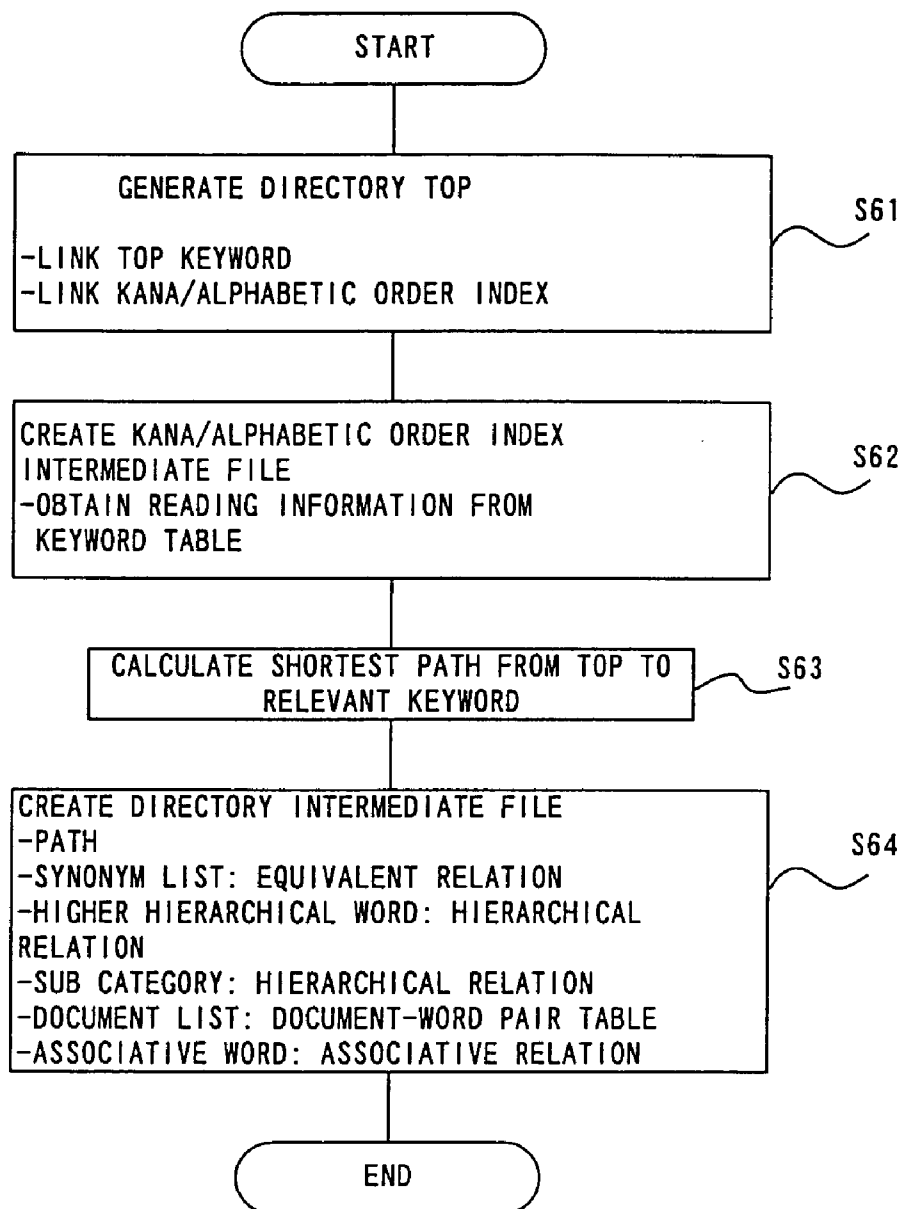 START
GENERATE DIRECTORY TOP
-LINK TOP KEYWORD
-LINK KANA/ALPHABETIC ORDER INDEX
S61
CREATE KANA/ALPHABETIC ORDER INDEX
INTERMEDIATE FILE
-OBTAIN READING INFORMATION FROM
KEYWORD TABLE
S62
CALCULATE SHORTEST PATH FROM TOP TO
RELEVANT KEYWORD
S63
CREATE DIRECTORY INTERMEDIATE FILE
-PATH
-SYNONYM LIST: EQUIVALENT RELATION
-HIGHER HIERARCHICAL WORD: HIERARCHICAL
RELATION
-SUB CATEGORY: HIERARCHICAL RELATION
-DOCUMENT LIST: DOCUMENT-WORD PAIR TABLE
-ASSOCIATIVE WORD: ASSOCIATIVE RELATION
S64
END